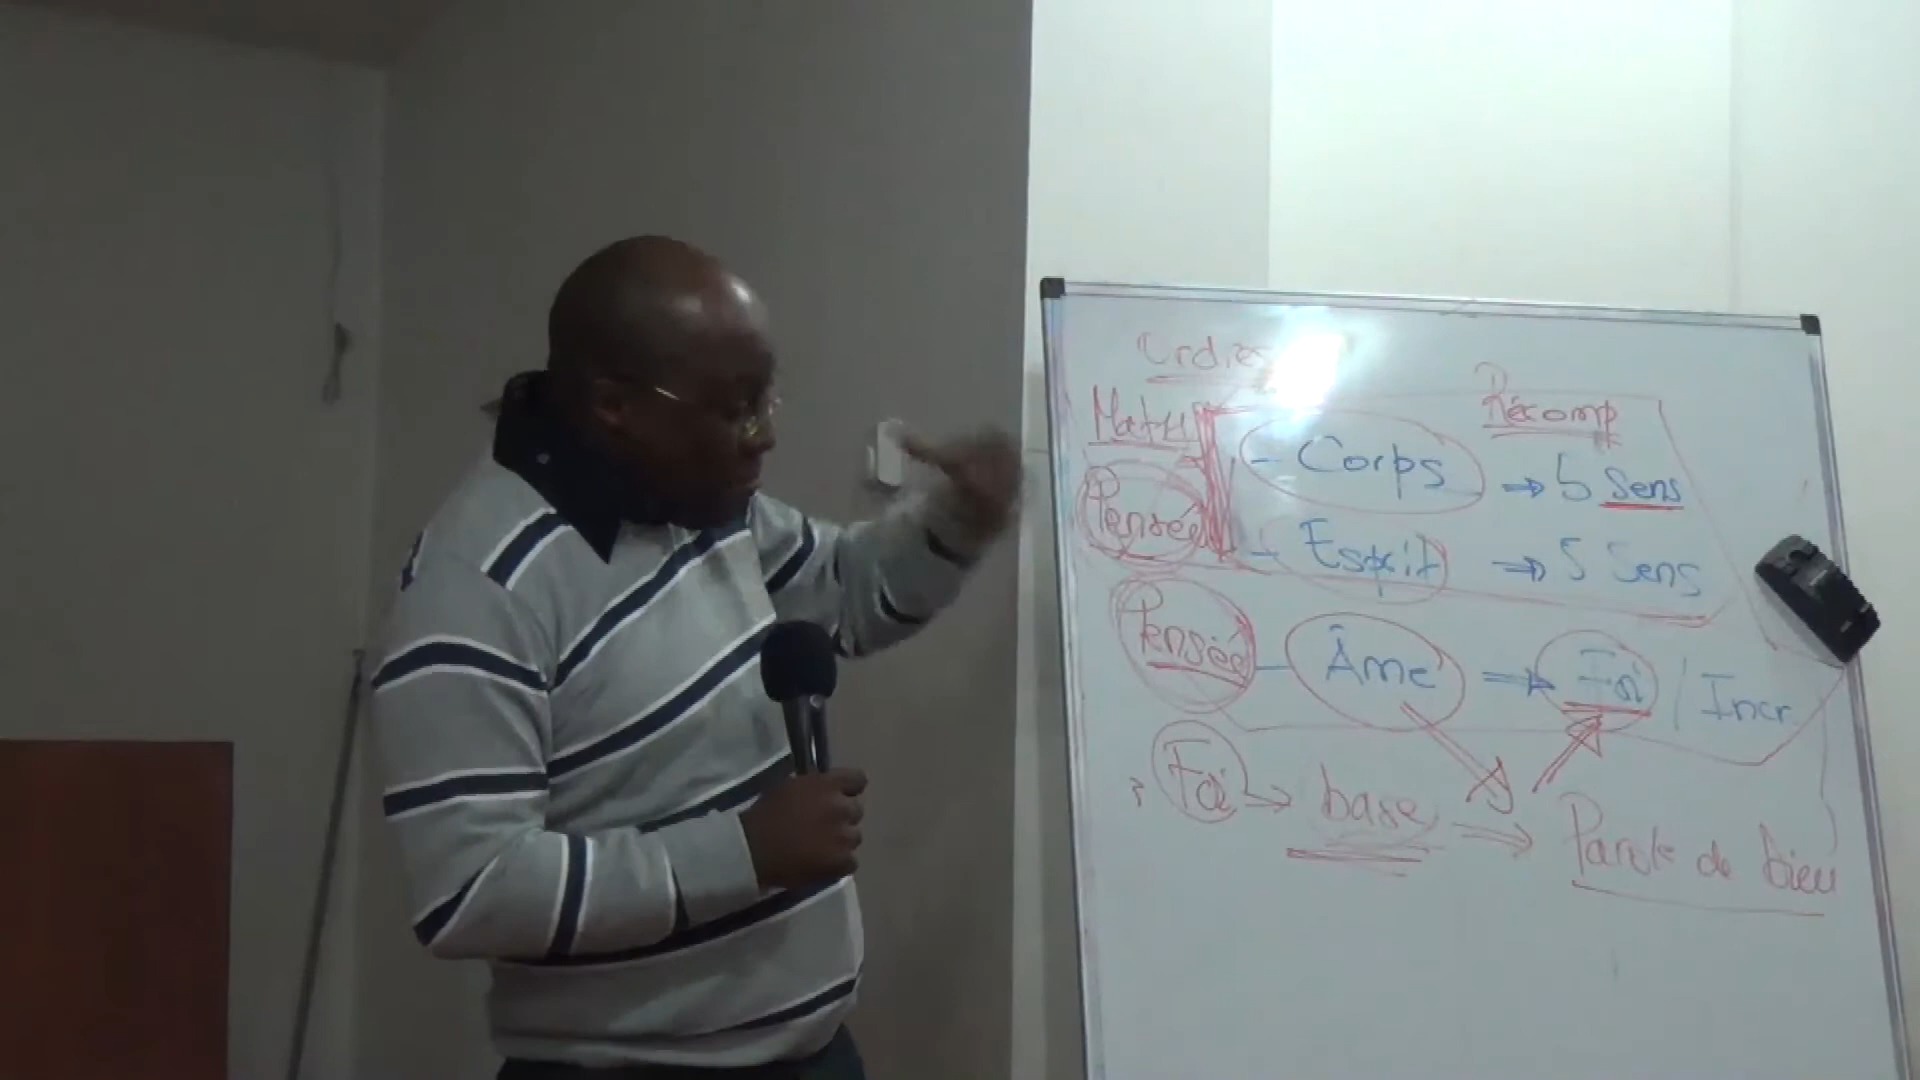 Récomp
- Corps ⇒ 5 Sens
Pensée
- Esprit ⇒ 5 Sens
Pensée - Âme ⇒ Foi / Incr
Foi → base ⇒ Parole de Dieu